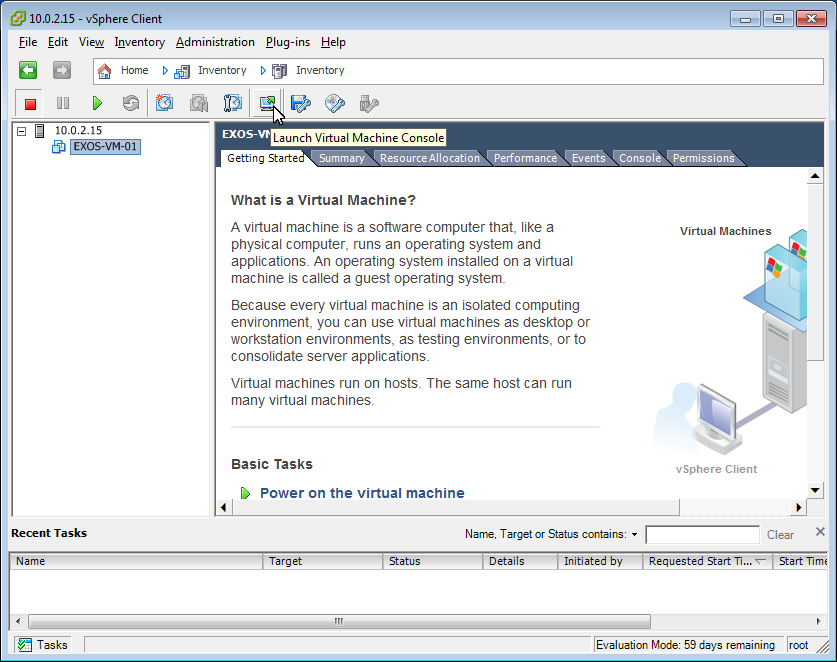 10.0.2.15 - vSphere Client
File Edit View Inventory Administration Plug-ins Help
Home Inventory Inventory
10.0.2.15
EXOS-VM-01
EXOS-VM
Launch Virtual Machine Console
Getting Started Summary Resource Allocation Performance Events Console Permissions
What is a Virtual Machine?
A virtual machine is a software computer that, like a
physical computer, runs an operating system and
applications. An operating system installed on a virtual
machine is called a guest operating system.
Because every virtual machine is an isolated computing
environment, you can use virtual machines as desktop or
workstation environments, as testing environments, or to
consolidate server applications.
Virtual machines run on hosts. The same host can run
many virtual machines.
Virtual Machines
vSphere Client
Basic Tasks
Power on the virtual machine
Recent Tasks
Name, Target or Status contains:
Clear
Name Target Status Details Initiated by Requested Start Ti... Start Time
Tasks
Evaluation Mode: 59 days remaining
root